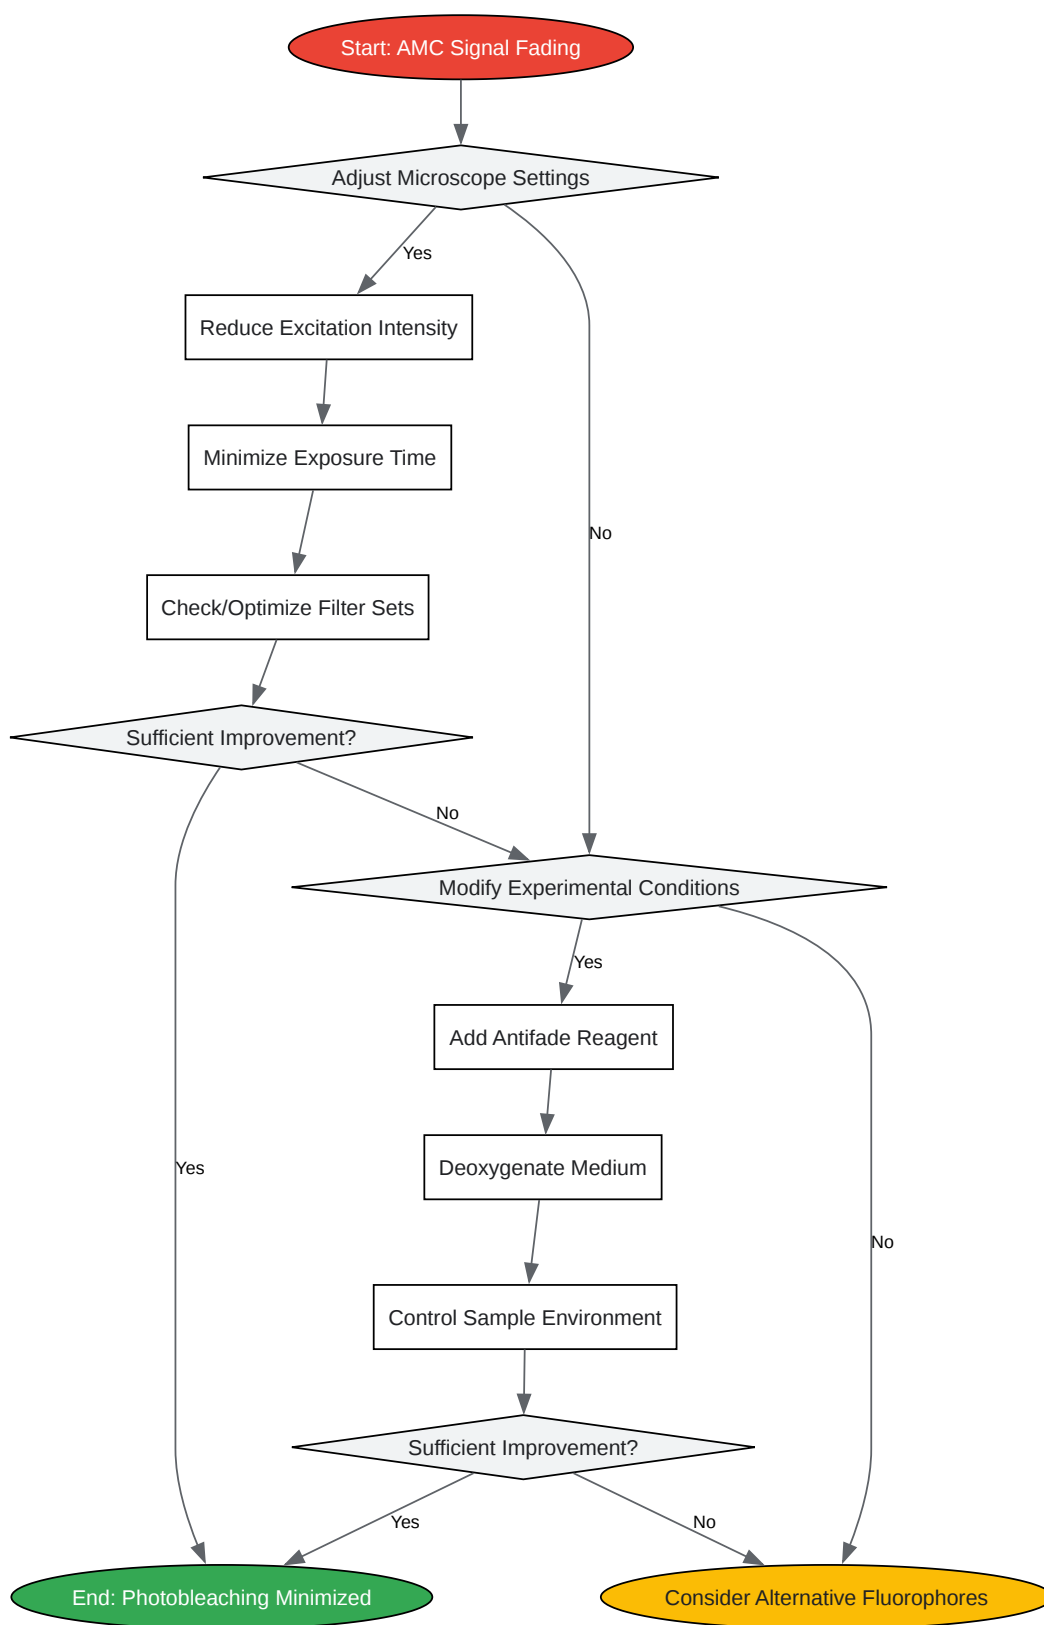 Start: AMC Signal Fading
Adjust Microscope Settings
Yes
Reduce Excitation Intensity
Minimize Exposure Time
No
Check/Optimize Filter Sets
Sufficient Improvement?
No
Modify Experimental Conditions
Yes
Add Antifade Reagent
Deoxygenate Medium
Yes
No
Control Sample Environment
Sufficient Improvement?
Yes
No
End: Photobleaching Minimized
Consider Alternative Fluorophores